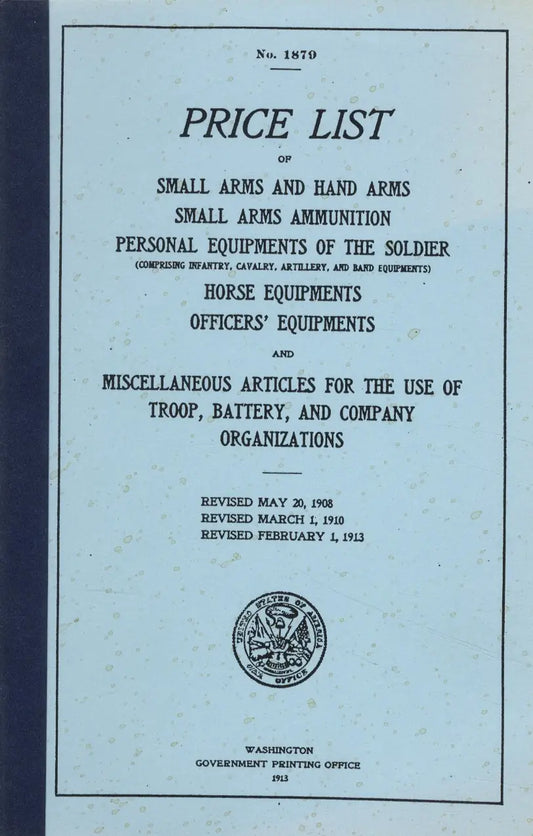 No. 1879
PRICE LIST
OF
SMALL ARMS AND HAND ARMS
SMALL ARMS AMMUNITION
PERSONAL EQUIPMENTS OF THE SOLDIER
(COMPRISING INFANTRY, CAVALRY, ARTILLERY, AND BAND EQUIPMENTS)
HORSE EQUIPMENTS
OFFICERS' EQUIPMENTS
AND
MISCELLANEOUS ARTICLES FOR THE USE OF
TROOP, BATTERY, AND COMPANY
ORGANIZATIONS
REVISED MAY 20, 1908
REVISED MARCH 1, 1910
REVISED FEBRUARY 1, 1913
UNITED STATES OF AMERICA
WAR OFFICE
WASHINGTON
GOVERNMENT PRINTING OFFICE
1913